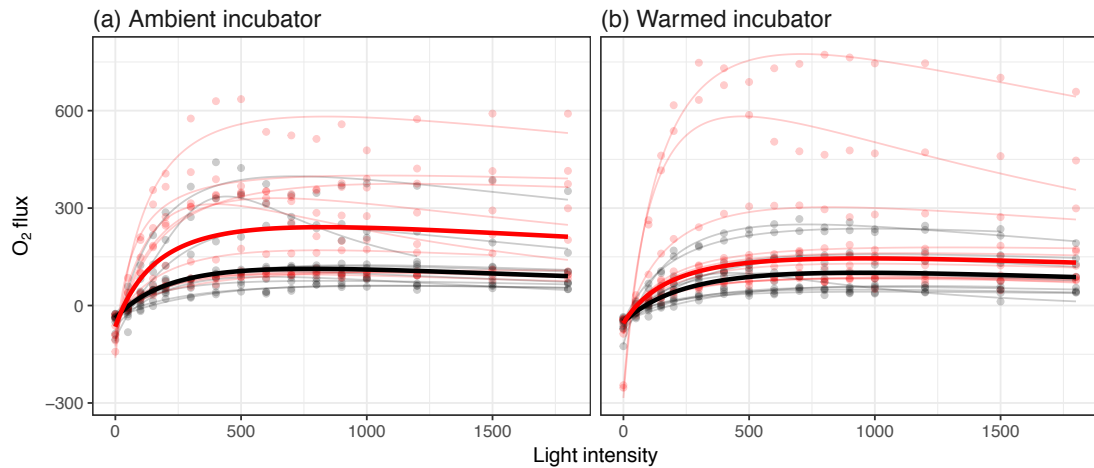 (a) Ambient incubator
(b) Warmed incubator
600
300
0
−300
O₂ flux
0 500 1000 1500
0 500 1000 1500
Light intensity